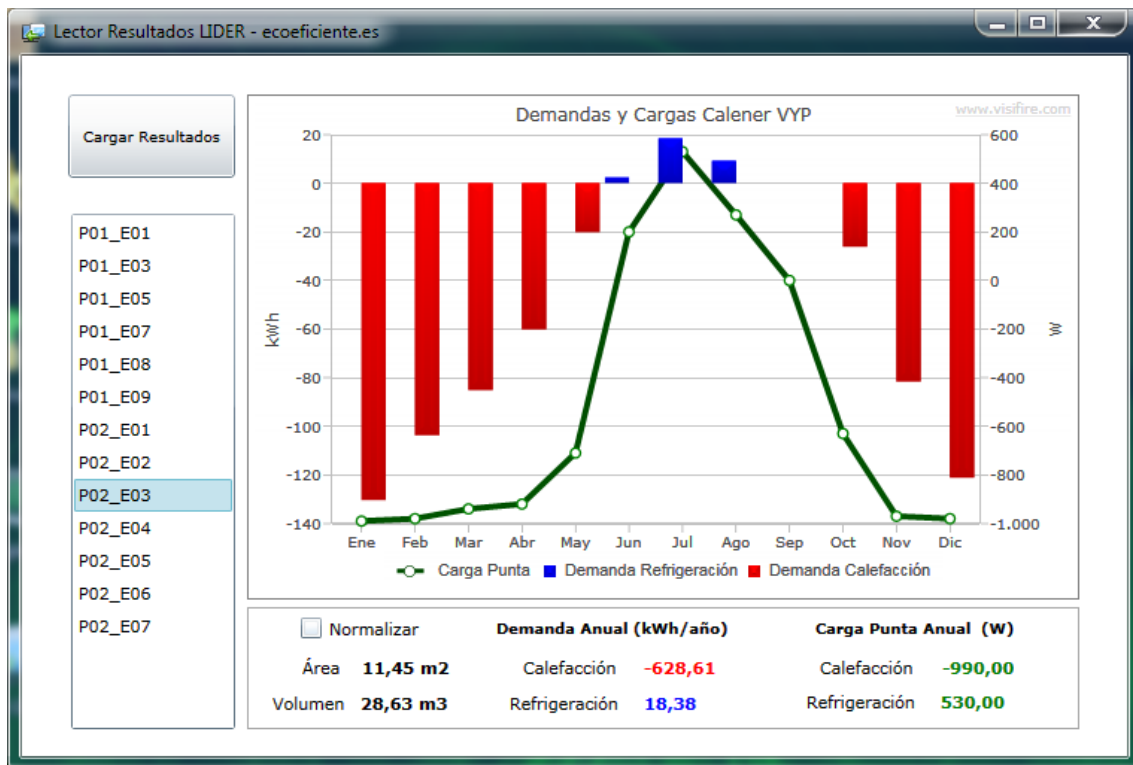 Lector Resultados LIDER - ecoeficiente.es
Cargar Resultados
P01_E01
P01_E03
P01_E05
P01_E07
P01_E08
P01_E09
P02_E01
P02_E02
P02_E03
P02_E04
P02_E05
P02_E06
P02_E07
Demandas y Cargas Calener VYP
www.visifire.com
20
0
-20
-40
-60
-80
-100
-120
-140
kWh
600
400
200
0
-200
-400
-600
-800
-1.000
W
Ene Feb Mar Abr May Jun Jul Ago Sep Oct Nov Dic
Carga Punta Demanda Refrigeración Demanda Calefacción
Normalizar Demanda Anual (kWh/año) Carga Punta Anual (W)
Área 11,45 m2 Calefacción -628,61 Calefacción -990,00
Volumen 28,63 m3 Refrigeración 18,38 Refrigeración 530,00